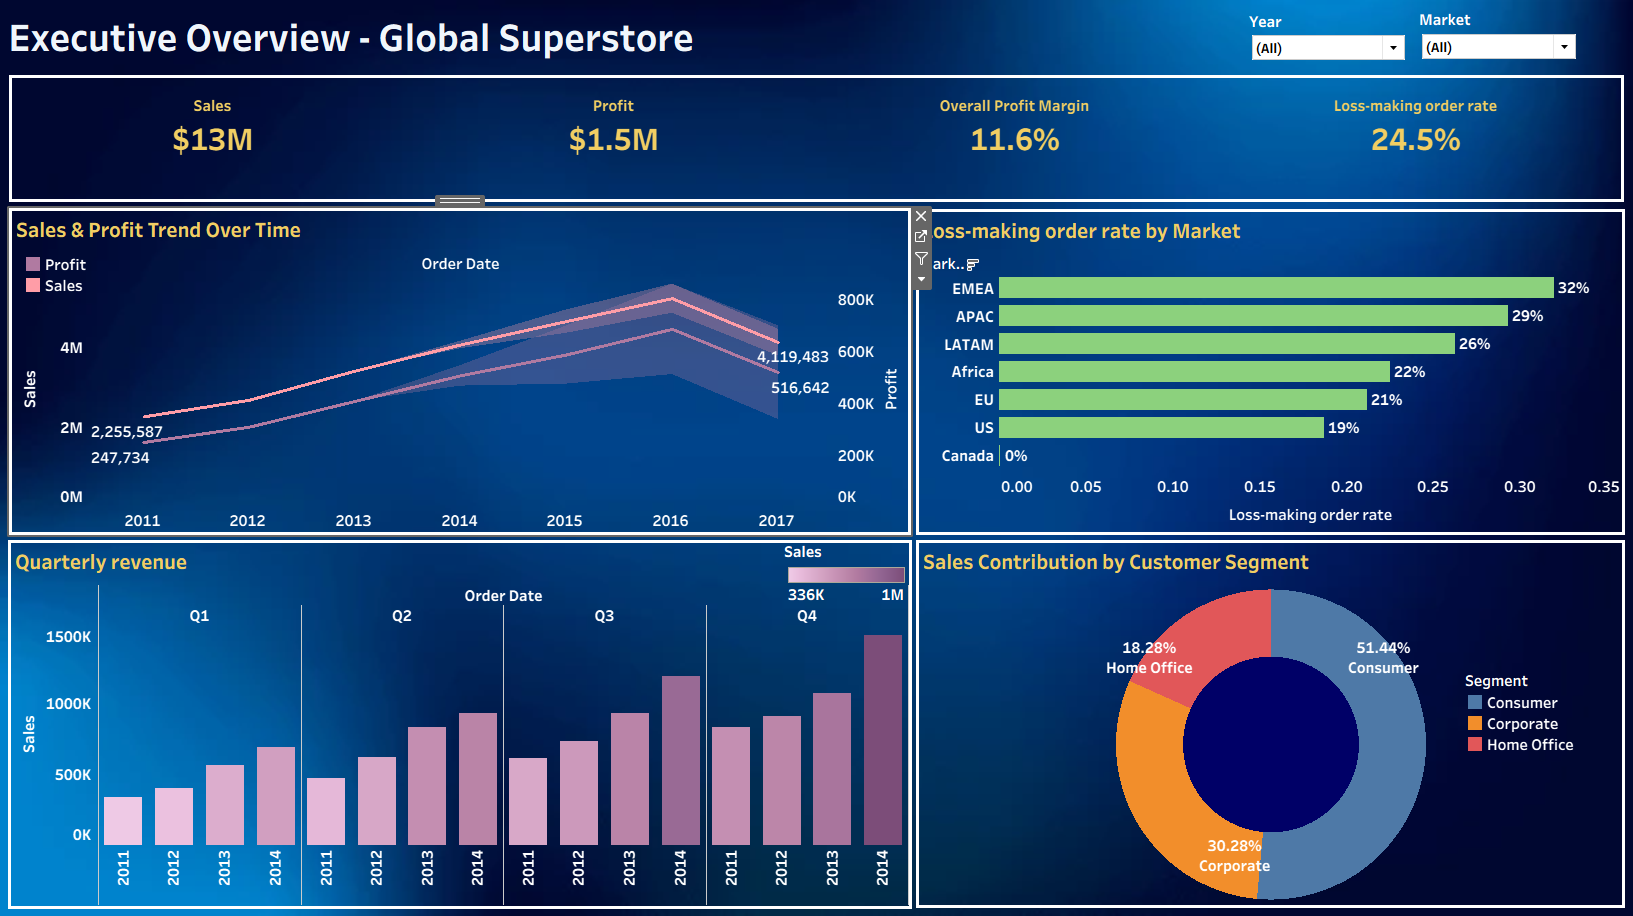 Executive Overview - Global Superstore
Year
(All)
Market
(All)
Sales
$13M
Profit
$1.5M
Overall Profit Margin
11.6%
Loss-making order rate
24.5%
Sales & Profit Trend Over Time
Profit
Sales
Order Date
Sales
4M
2M
0M
2,255,587
247,734
4,119,483
516,642
800K
600K
400K
200K
0K
Profit
2011 2012 2013 2014 2015 2016 2017
oss-making order rate by Market
ark..
EMEA 32%
APAC 29%
LATAM 26%
Africa 22%
EU 21%
US 19%
Canada 0%
0.00 0.05 0.10 0.15 0.20 0.25 0.30 0.35
Loss-making order rate
Quarterly revenue
Sales
336K 1M
Order Date
Q1 Q2 Q3 Q4
Sales
1500K
1000K
500K
0K
2011 2012 2013 2014 2011 2012 2013 2014 2011 2012 2013 2014 2011 2012 2013 2014
Sales Contribution by Customer Segment
18.28%
Home Office
51.44%
Consumer
30.28%
Corporate
Segment
Consumer
Corporate
Home Office